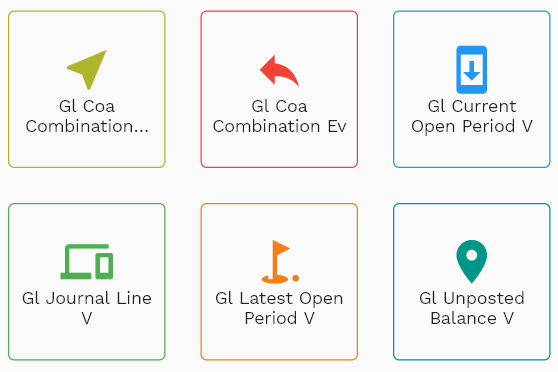 Gl Coa
Combination...
Gl Coa
Combination Ev
Gl Current
Open Period V
Gl Journal Line
V
Gl Latest Open
Period V
Gl Unposted
Balance V